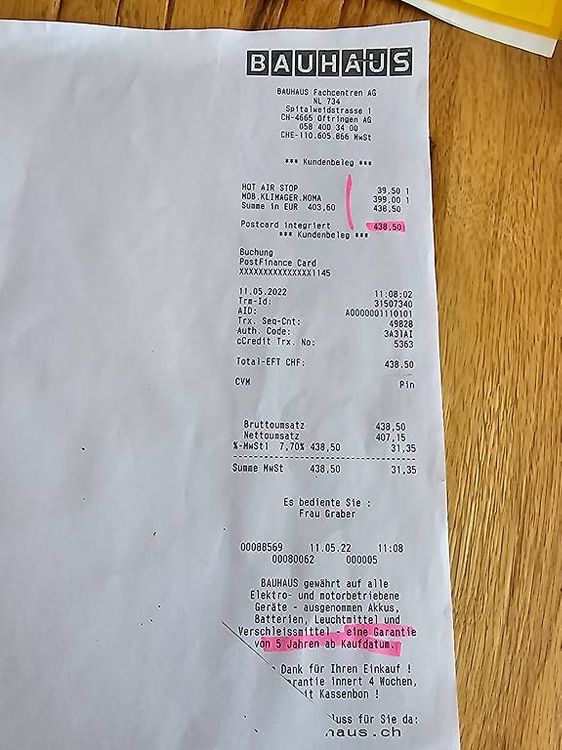 BAUHAUS
BAUHAUS Fachcentren AG
NL 734
Spitalweidstrasse 1
CH-4665 Oftringen AG
058 400 34 00
CHE-110.605.866 MwSt
*** Kundenbeleg ***
HOT AIR STOP 39,50 1
MOB.KLIMAGER.MOMA 399,00 1
Summe in EUR 403,60 438,50
Postcard integriert 438,50
*** Kundenbeleg ***
Buchung
PostFinance Card
XXXXXXXXXXXXXXX1145
11.05.2022 11:08:02
Trm-Id: 31507340
AID: A0000001110101
Trx. Seq-Cnt: 49828
Auth. Code: 3A31AI
cCredit Trx. No: 5363
Total-EFT CHF: 438.50
CVM Pin
Bruttoumsatz 438,50
Nettoumsatz 407,15
%-MwSt1 7,70% 438,50 31,35
Summe MwSt 438,50 31,35
Es bediente Sie :
Frau Graber
00088569 11.05.22 11:08
00080062 000005
BAUHAUS gewährt auf alle
Elektro- und motorbetriebene
Geräte - ausgenommen Akkus,
Batterien, Leuchtmittel und
Verschleissmittel - eine Garantie
von 5 Jahren ab Kaufdatum.
Dank für Ihren Einkauf !
rantie innert 4 Wochen,
it Kassenbon !
luss für Sie da:
haus.ch